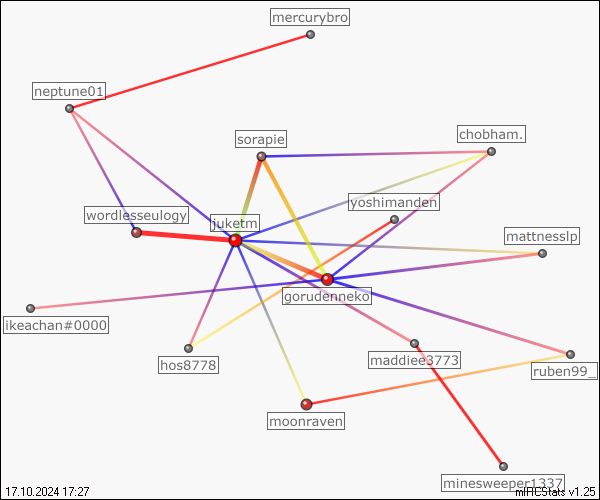 mercurybro
neptune01
sorapie
chobham.
yoshimanden
wordlesseulogy
juketm
mattnesslp
gorudenneko
ikeachan#0000
maddiee3773
hos8778
ruben99_
moonraven
minesweeper1337
17.10.2024 17:27
mIRCStats v1.25